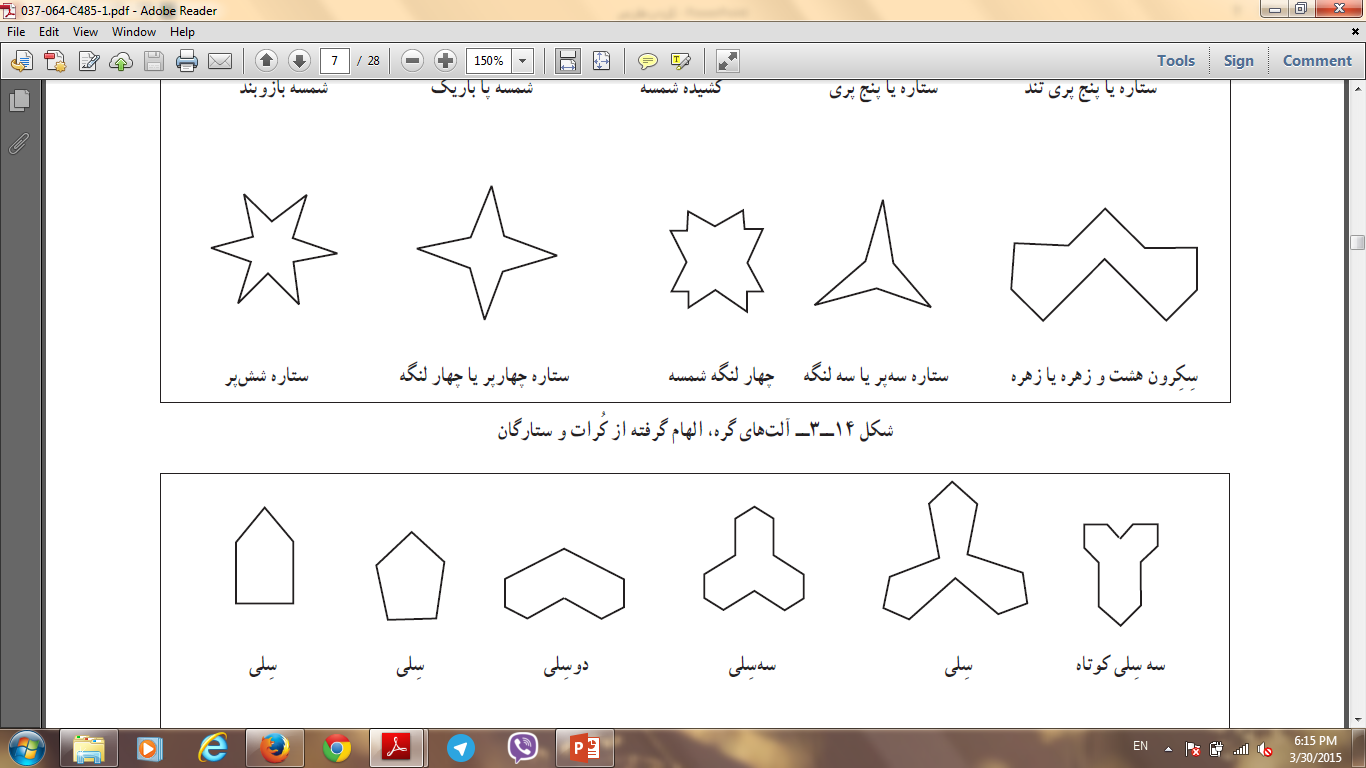 037-064-C485-1.pdf - Adobe Reader
File Edit View Window Help
7 / 28 150% Tools Sign Comment
ستاره یا پنج پری تند ستاره یا پنج پری کشیده شمسه شمسه پا باریک شمسه بازوبند
سِکِرون هشت و زهره یا زهره ستاره سه‌پر یا سه لنگه چهار لنگه شمسه ستاره چهارپر یا چهار لنگه ستاره شش‌پر
شکل ۱۴ــ۳ــ آلت‌های گره، الهام گرفته از کُرات و ستارگان
سه سِلی کوتاه سِلی سه‌سِلی دوسِلی سِلی سِلی
EN 6:15 PM
3/30/2015